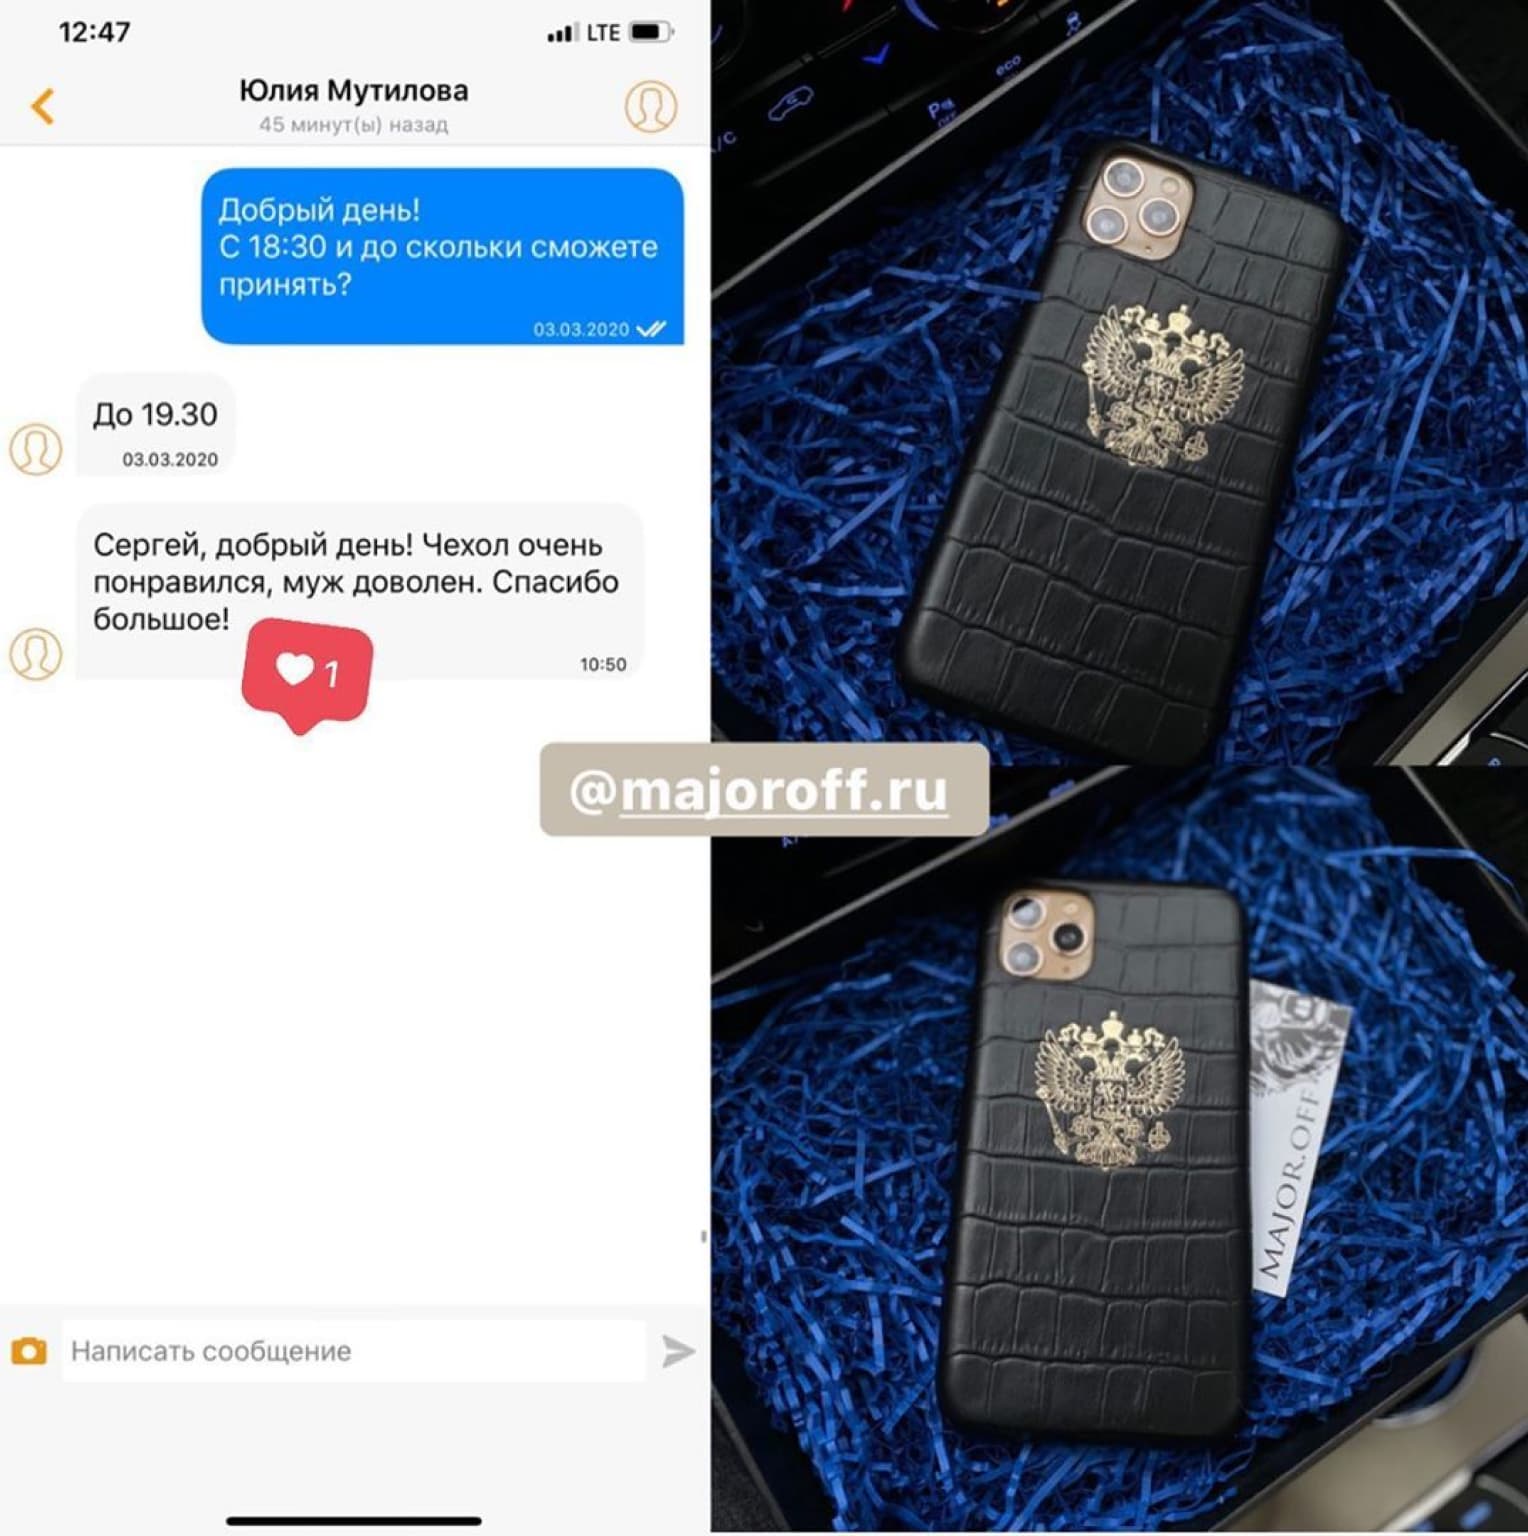 12:47
LTE
Юлия Мутилова
45 минут(ы) назад
Добрый день!
С 18:30 и до скольки сможете
принять?
03.03.2020
До 19.30
03.03.2020
Сергей, добрый день! Чехол очень
понравился, муж доволен. Спасибо
большое!
10:50
1
@majoroff.ru
Написать сообщение
eco
P
OFF
A/C
MAJOR.OFF